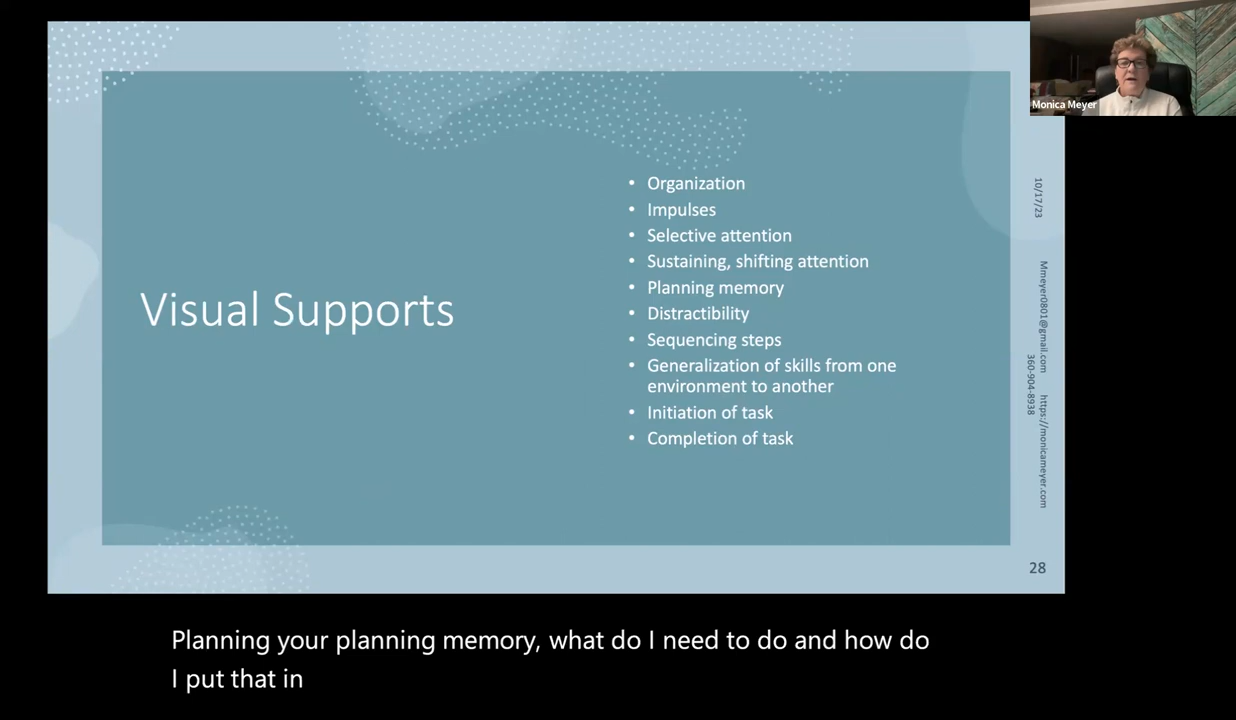 Monica Meyer
Visual Supports
• Organization
• Impulses
• Selective attention
• Sustaining, shifting attention
• Planning memory
• Distractibility
• Sequencing steps
• Generalization of skills from one
environment to another
• Initiation of task
• Completion of task
10/17/23
Mmeyer0801@gmail.com https://monicameyer.com
360-904-8938
28
Planning your planning memory, what do I need to do and how do
I put that in